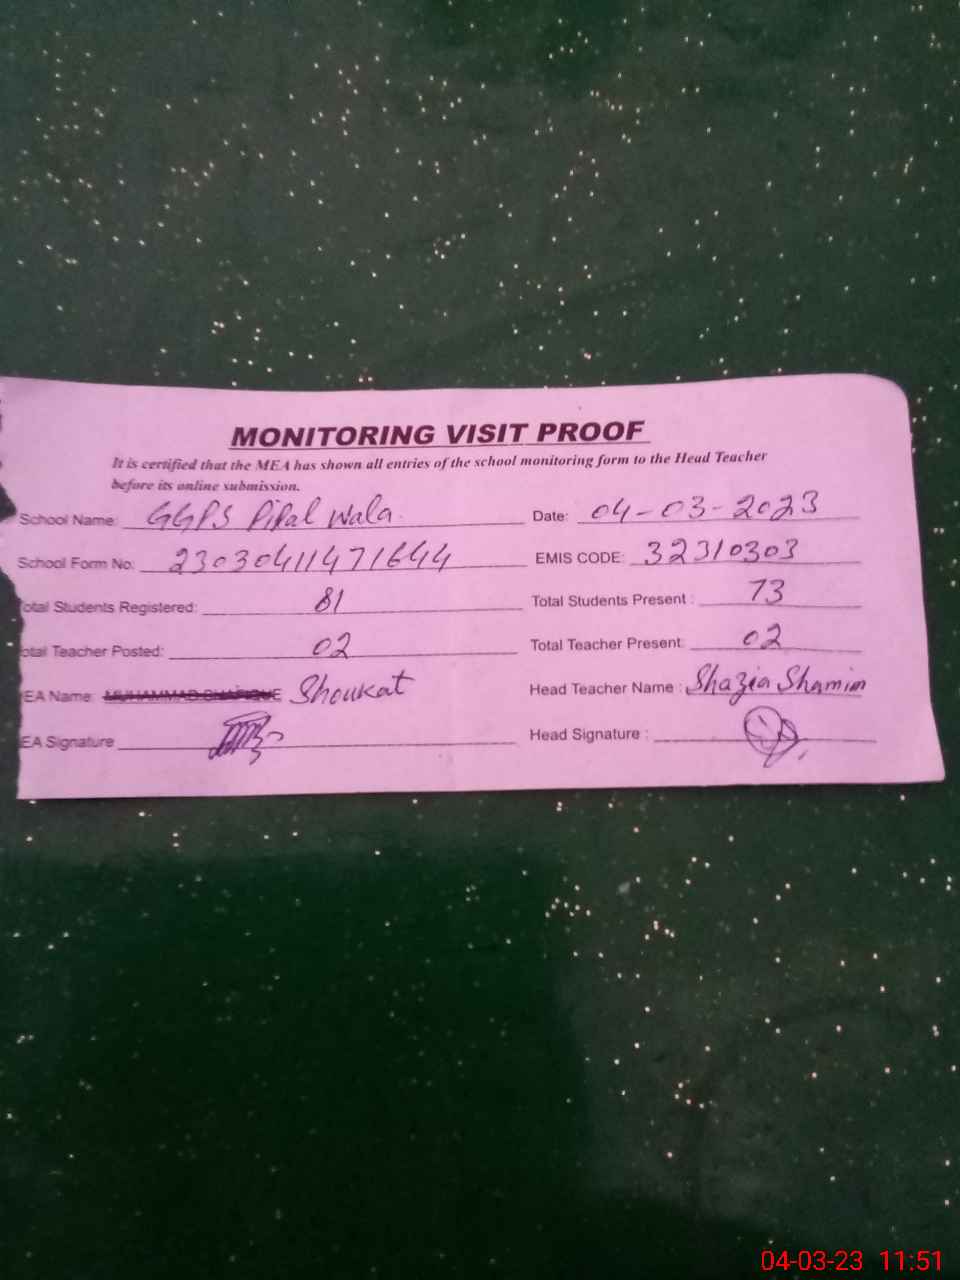 MONITORING VISIT PROOF
It is certified that the MEA has shown all entries of the school monitoring form to the Head Teacher
before its online submission.
School Name: GGPS Pipal Wala Date: 04-03-2023
School Form No: 23030411471644 EMIS CODE: 32310303
otal Students Registered: 81 Total Students Present : 73
otal Teacher Posted: 02 Total Teacher Present: 02
EA Name: MUHAMMAD SHAFIQUE Shoukat Head Teacher Name : Shazia Shamim
EA Signature Head Signature :
04-03-23 11:51